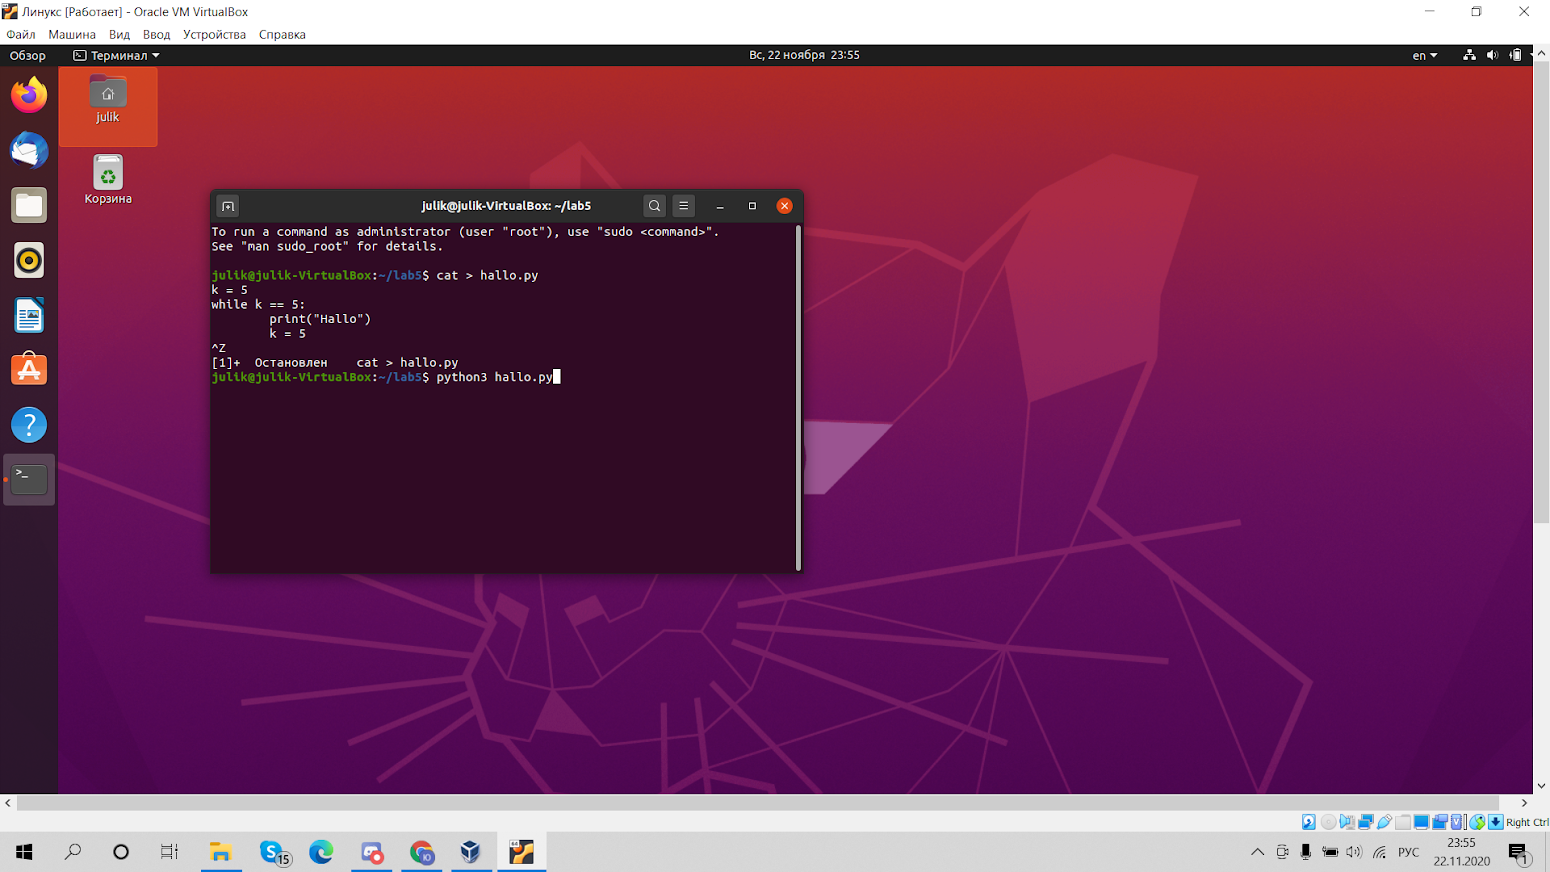 Линукс [Работает] - Oracle VM VirtualBox
Файл Машина Вид Ввод Устройства Справка
Обзор Терминал Вс, 22 ноября 23:55 en
julik
Корзина
julik@julik-VirtualBox: ~/lab5
To run a command as administrator (user "root"), use "sudo <command>".
See "man sudo_root" for details.
julik@julik-VirtualBox:~/lab5$ cat > hallo.py
k = 5
while k == 5:
        print("Hallo")
        k = 5
^Z
[1]+  Остановлен    cat > hallo.py
julik@julik-VirtualBox:~/lab5$ python3 hallo.py
Right Ctrl
15
РУС
23:55
22.11.2020
1